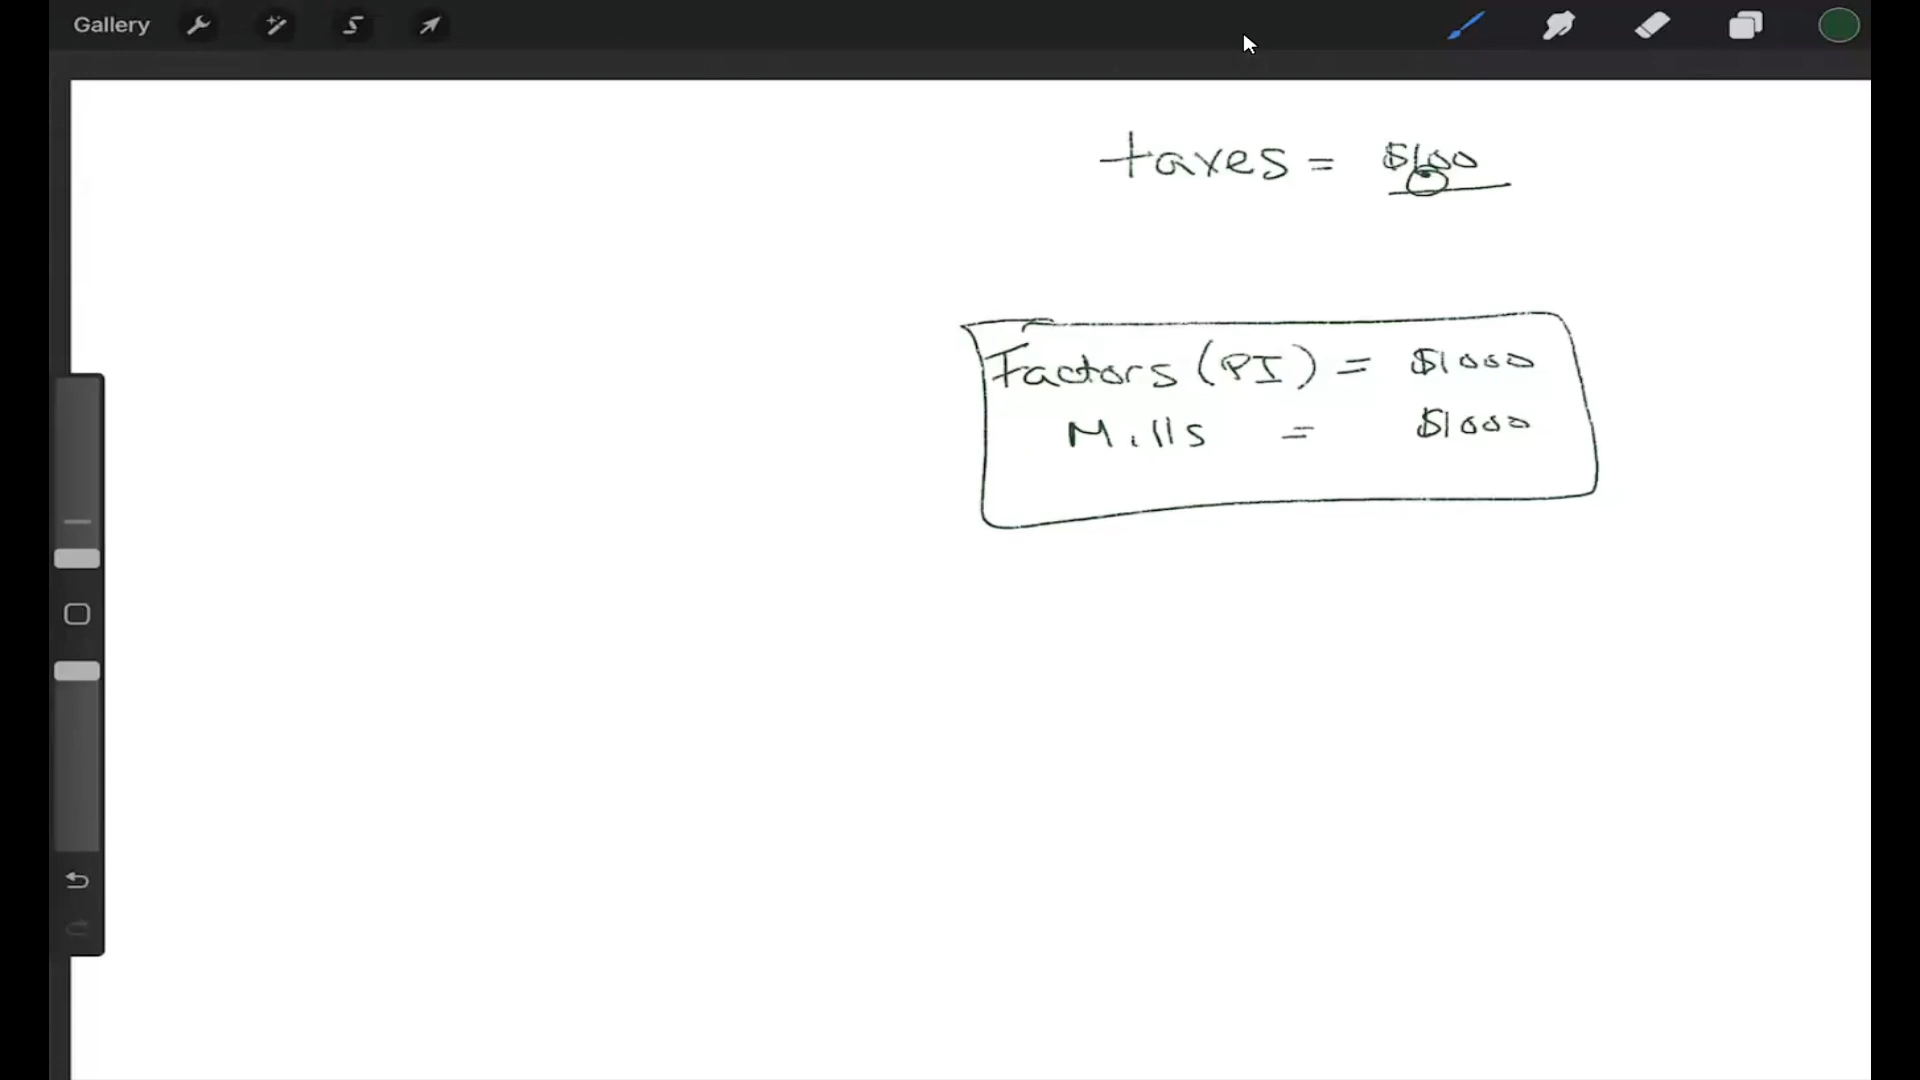 Gallery
taxes = $100
Factors (PI) = $1000
Mills = $1000